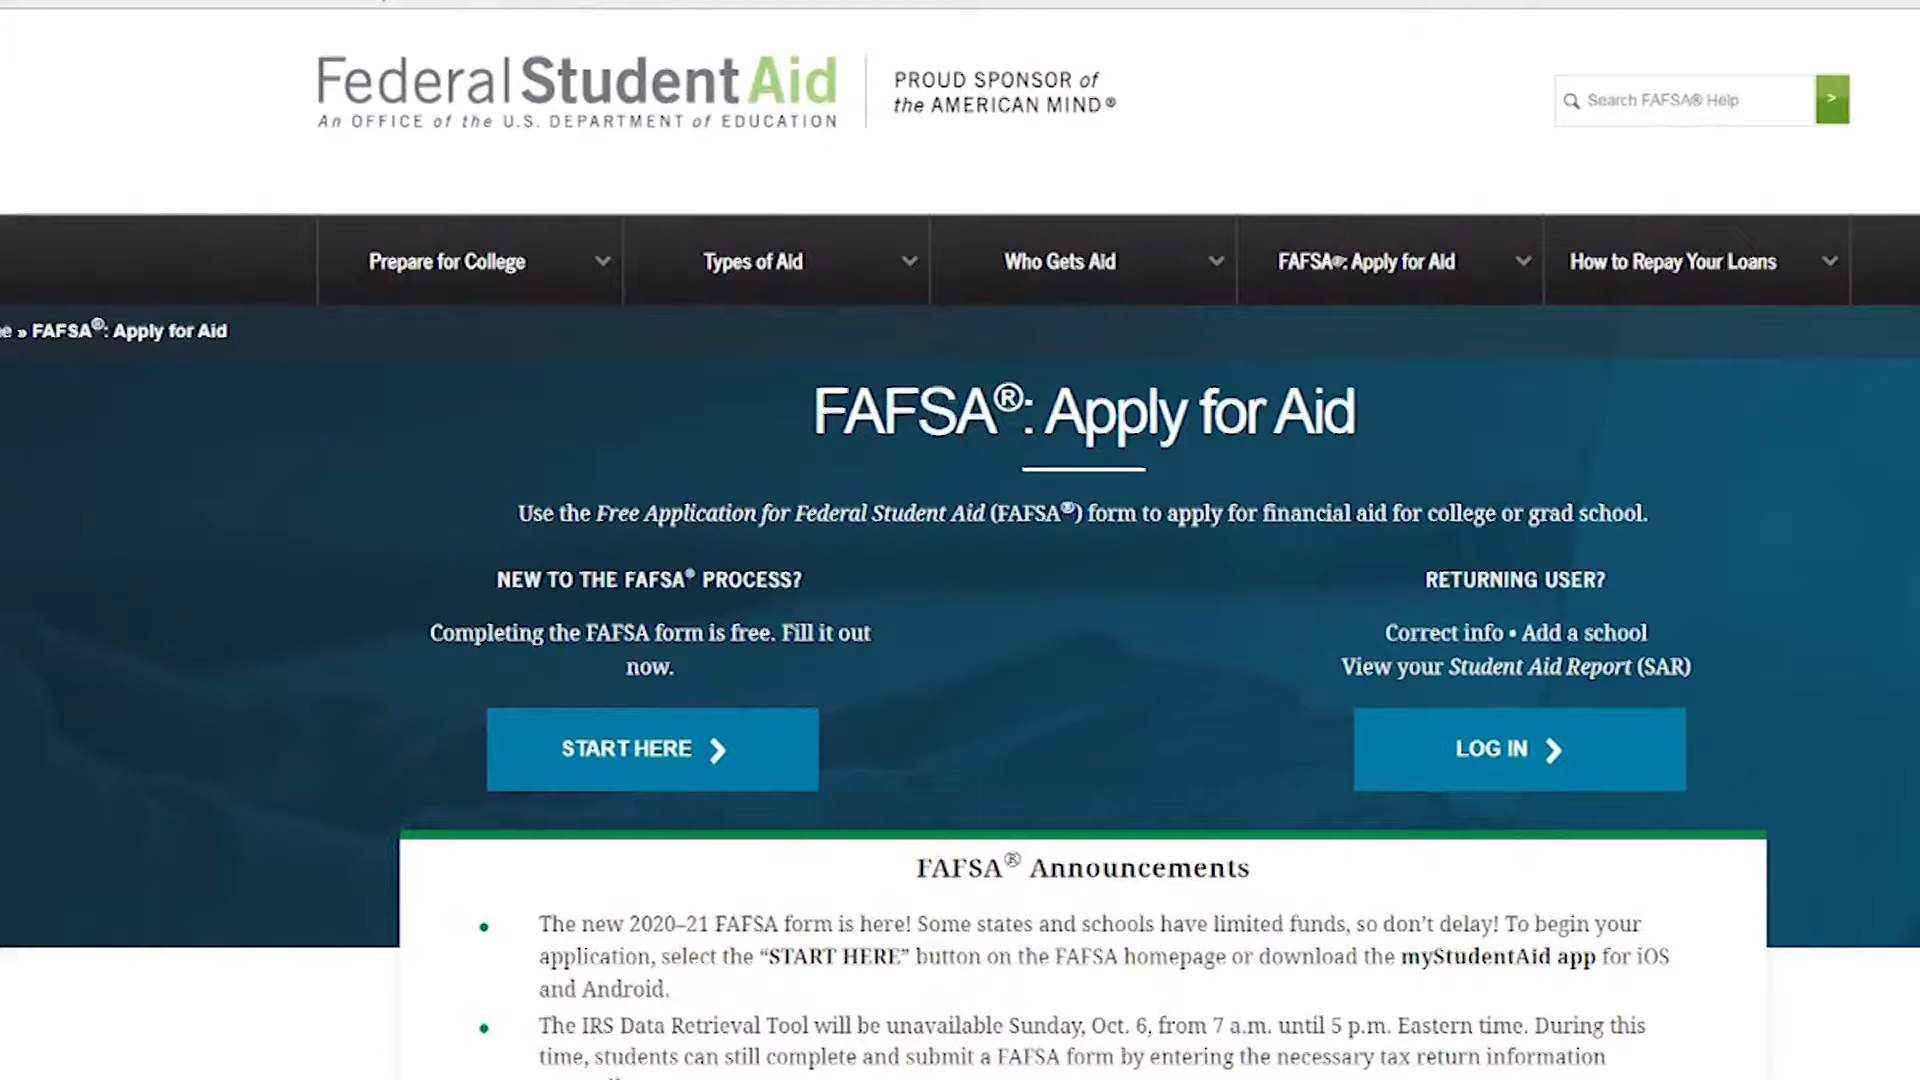 Federal Student Aid
An OFFICE of the U.S. DEPARTMENT of EDUCATION
PROUD SPONSOR of
the AMERICAN MIND®
Search FAFSA® Help
>
Prepare for College
Types of Aid
Who Gets Aid
FAFSA®: Apply for Aid
How to Repay Your Loans
» FAFSA®: Apply for Aid
FAFSA®: Apply for Aid
Use the Free Application for Federal Student Aid (FAFSA®) form to apply for financial aid for college or grad school.
NEW TO THE FAFSA® PROCESS?
Completing the FAFSA form is free. Fill it out
now.
START HERE
RETURNING USER?
Correct info • Add a school
View your Student Aid Report (SAR)
LOG IN
FAFSA® Announcements
• The new 2020–21 FAFSA form is here! Some states and schools have limited funds, so don’t delay! To begin your
application, select the “START HERE” button on the FAFSA homepage or download the myStudentAid app for iOS
and Android.
• The IRS Data Retrieval Tool will be unavailable Sunday, Oct. 6, from 7 a.m. until 5 p.m. Eastern time. During this
time, students can still complete and submit a FAFSA form by entering the necessary tax return information